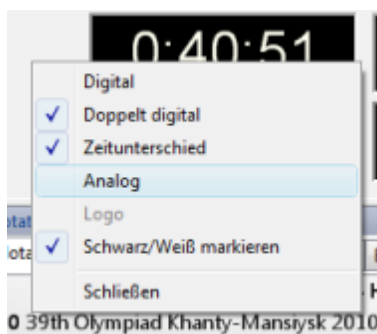 0:40:51
Digital
Doppelt digital
Zeitunterschied
Analog
Logo
Schwarz/Weiß markieren
Schließen
0 39th Olympiad Khanty-Mansiysk 2010